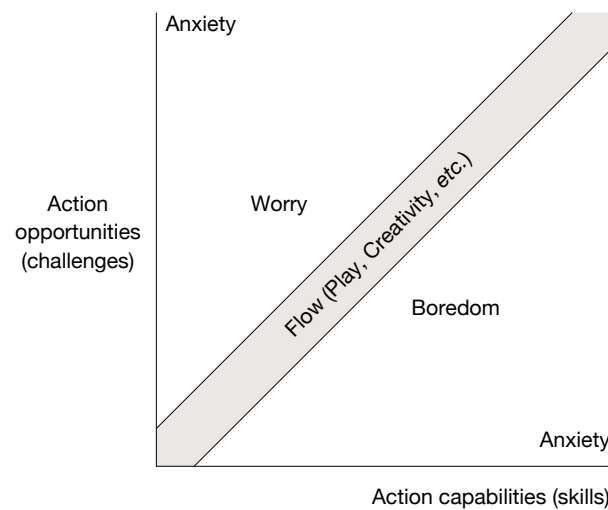 Anxiety
Action
opportunities
(challenges)
Worry
Flow (Play, Creativity, etc.)
Boredom
Anxiety
Action capabilities (skills)